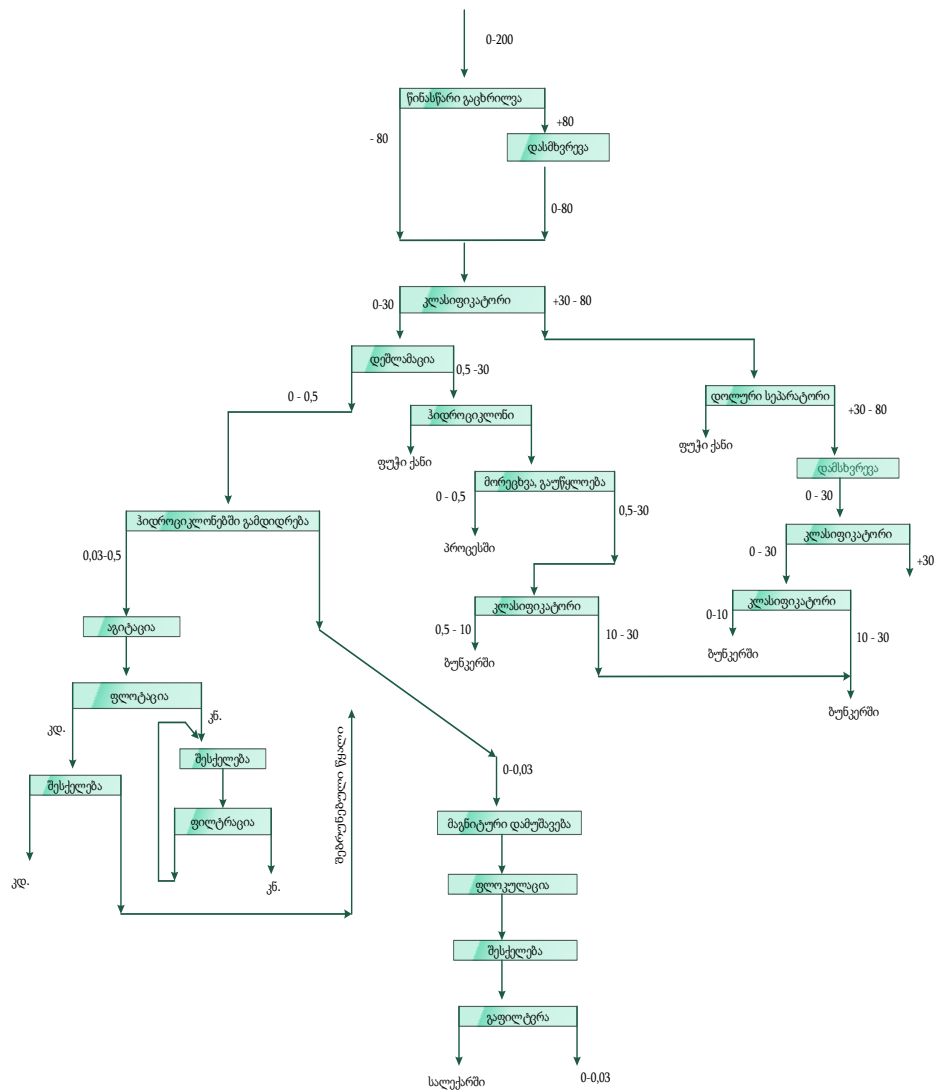 0-200
წინასწარი გაცხრილვა
- 80
+80
დასმხვრევა
0-80
კლასიფიკატორი
0-30
+30 - 80
დეშლამაცია
0,5 -30
0 - 0,5
ჰიდროციკლონი
ფუჭი ქანი
დოლური სეპარატორი
+30 - 80
ფუჭი ქანი
დამსხვრევა
0 - 30
მორეცხვა, გაუწყლოება
0 - 0,5
0,5-30
პროცესში
კლასიფიკატორი
0 - 30
+30
ჰიდროციკლონებში გამდიდრება
0,03-0,5
კლასიფიკატორი
0,5 - 10
10 - 30
ბუნკერში
კლასიფიკატორი
0-10
10 - 30
ბუნკერში
ბუნკერში
აგიტაცია
ფლოტაცია
კდ.
კნ.
შესქელება
შესქელება
ფილტრაცია
კდ.
კნ.
შებრუნებული წყალი
0-0,03
მაგნიტური დამუშავება
ფლოკულაცია
შესქელება
გაფილტვრა
სალექარში
0-0,03